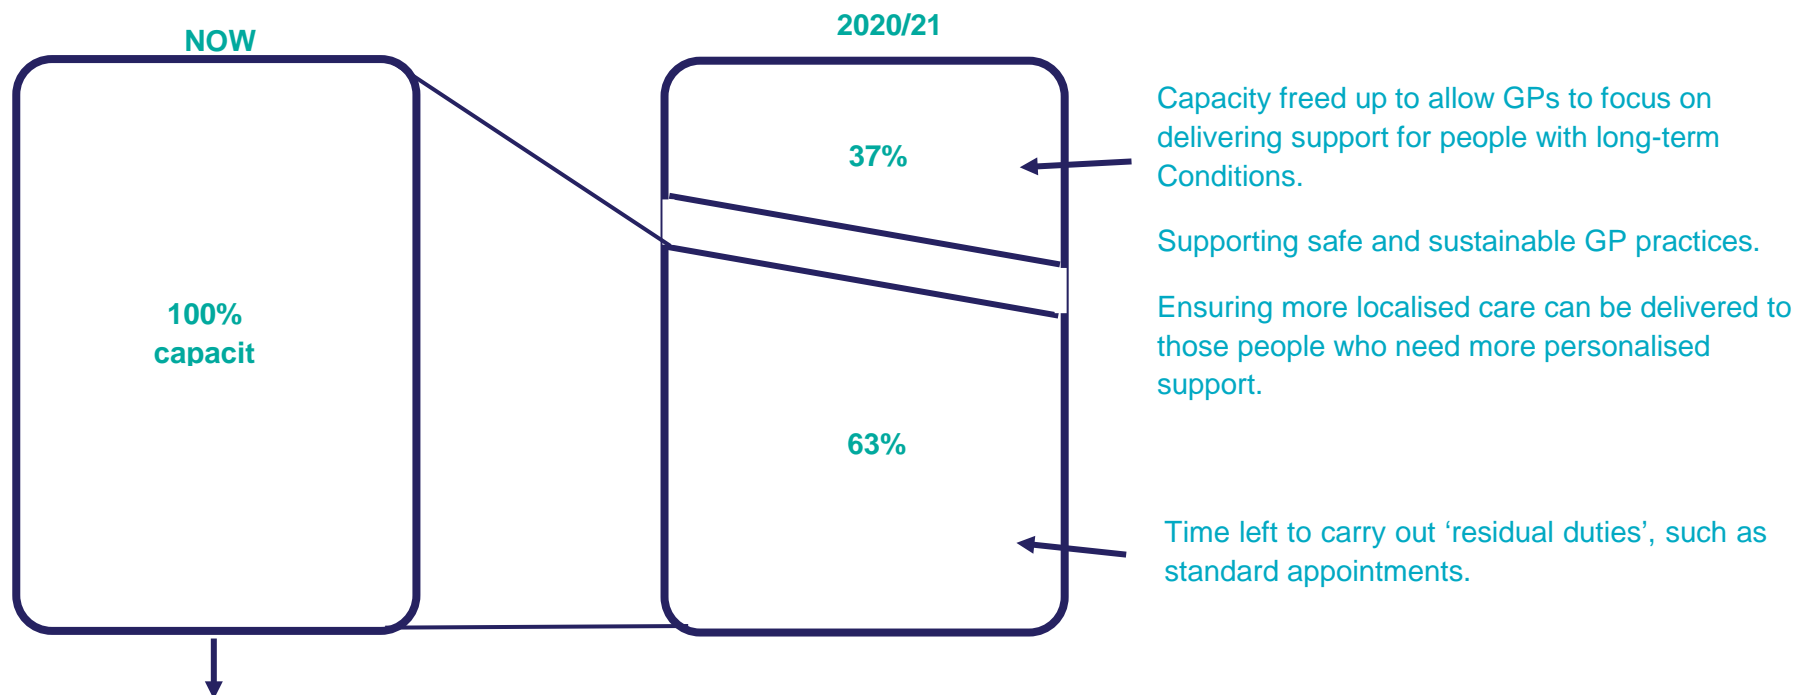 NOW
100%
capacit
2020/21
37%
63%
Capacity freed up to allow GPs to focus on
delivering support for people with long-term
Conditions.
Supporting safe and sustainable GP practices.
Ensuring more localised care can be delivered to
those people who need more personalised
support.
Time left to carry out ‘residual duties’, such as
standard appointments.